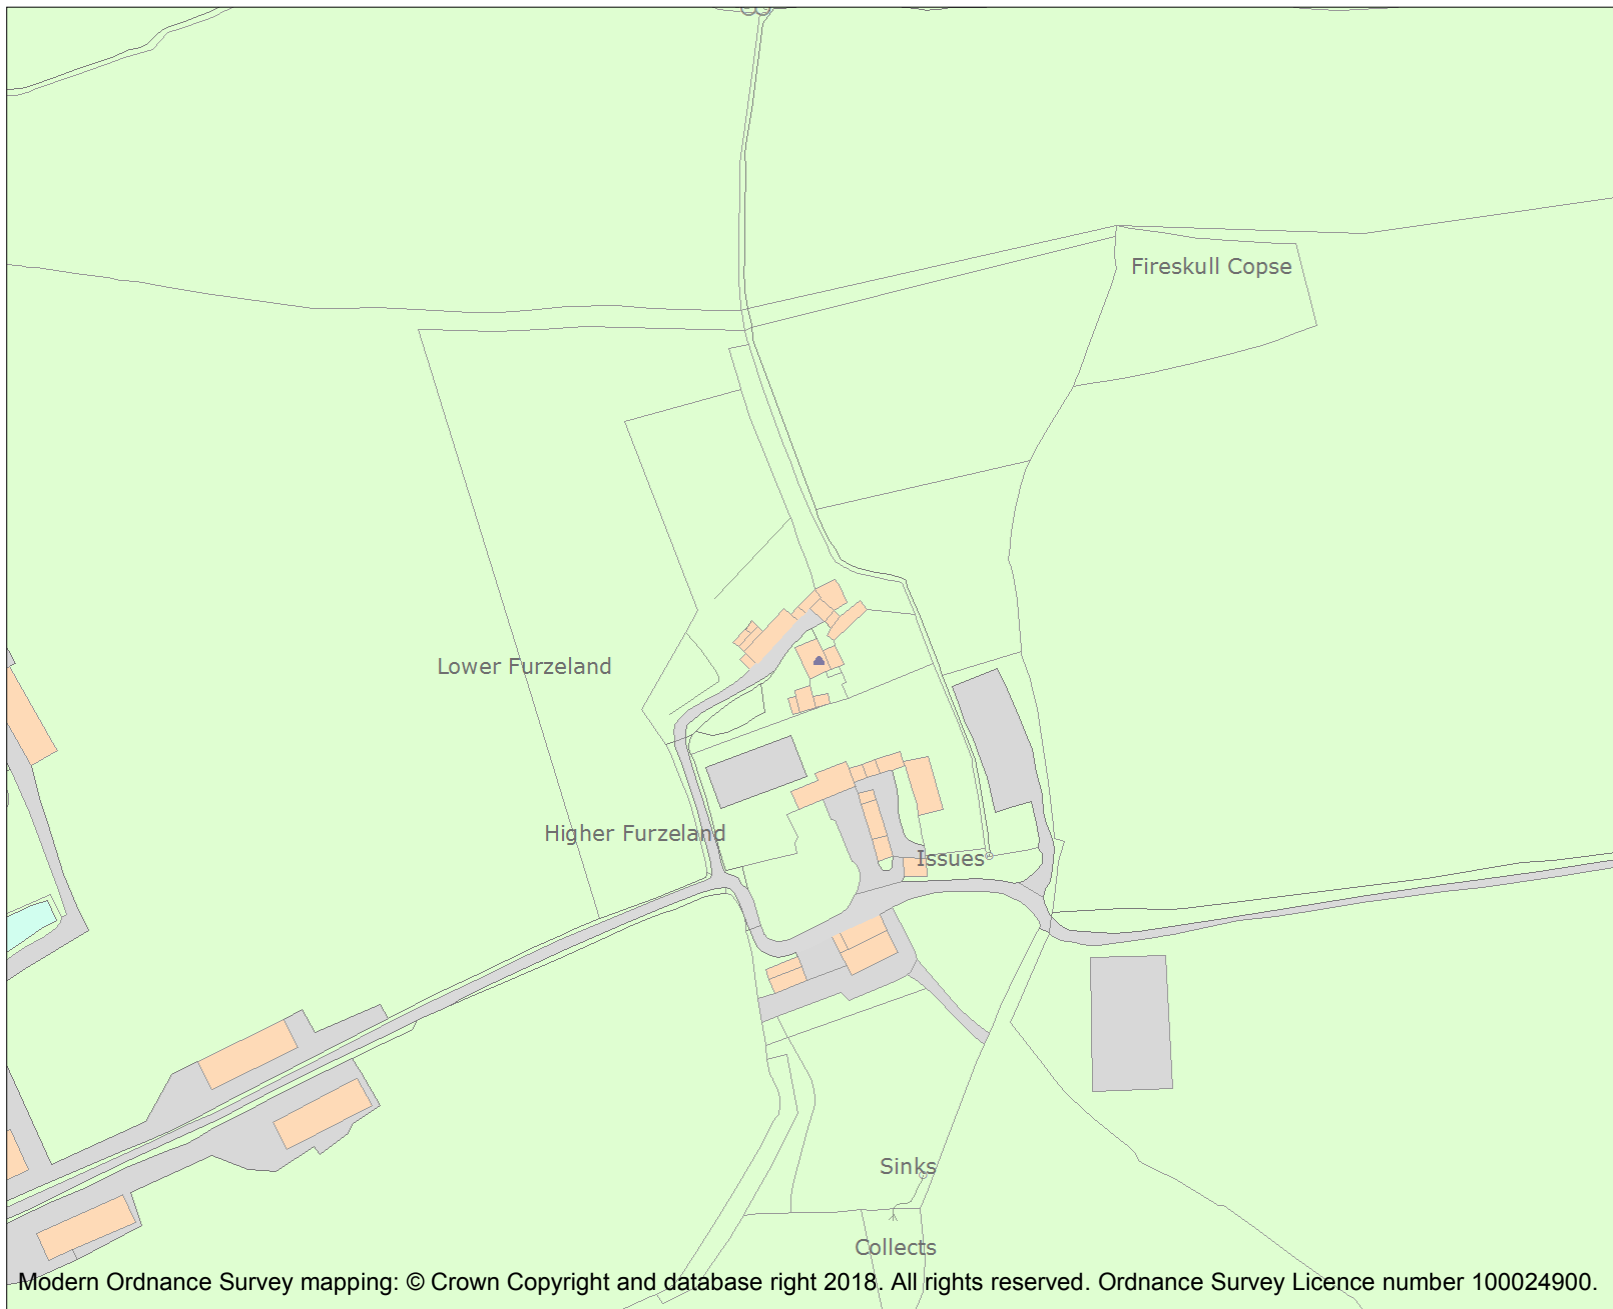 Fireskull Copse
Lower Furzeland
Higher Furzeland
Issues
Sinks
Collects
Modern Ordnance Survey mapping: © Crown Copyright and database right 2018. All rights reserved. Ordnance Survey Licence number 100024900.